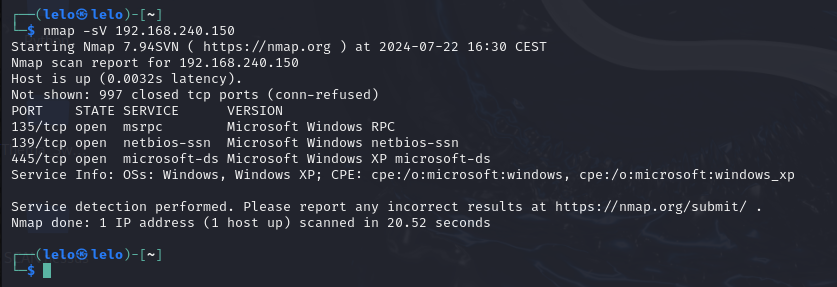 ┌──(lelo㉿lelo)-[~]
└─$ nmap -sV 192.168.240.150
Starting Nmap 7.94SVN ( https://nmap.org ) at 2024-07-22 16:30 CEST
Nmap scan report for 192.168.240.150
Host is up (0.0032s latency).
Not shown: 997 closed tcp ports (conn-refused)
PORT    STATE SERVICE      VERSION
135/tcp open  msrpc        Microsoft Windows RPC
139/tcp open  netbios-ssn  Microsoft Windows netbios-ssn
445/tcp open  microsoft-ds Microsoft Windows XP microsoft-ds
Service Info: OSs: Windows, Windows XP; CPE: cpe:/o:microsoft:windows, cpe:/o:microsoft:windows_xp

Service detection performed. Please report any incorrect results at https://nmap.org/submit/ .
Nmap done: 1 IP address (1 host up) scanned in 20.52 seconds

┌──(lelo㉿lelo)-[~]
└─$